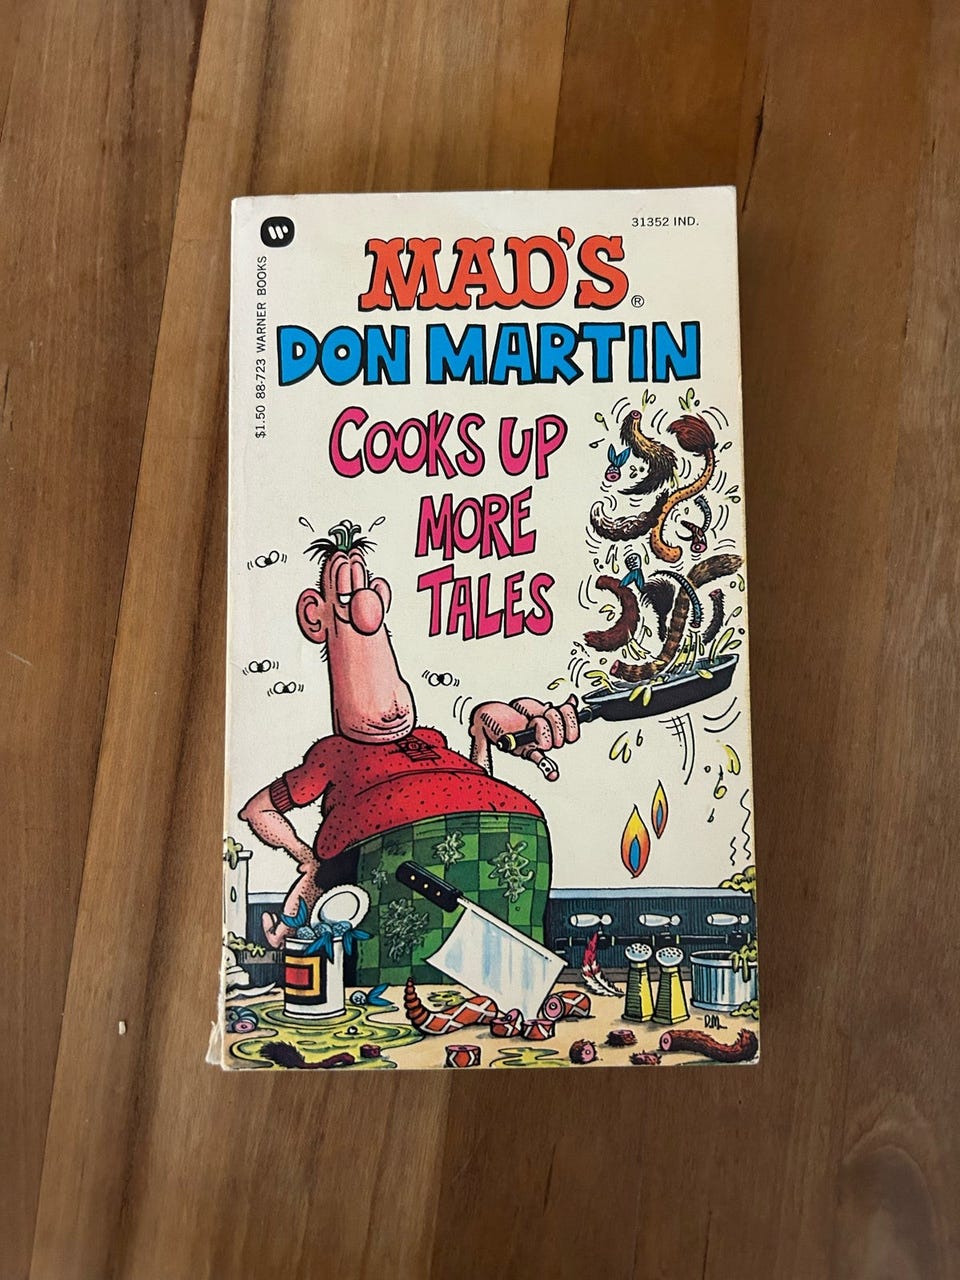 31352 IND.
MAD'S®
DON MARTIN
COOKS UP
MORE
TALES
$1.50 88-723 WARNER BOOKS
D.M.